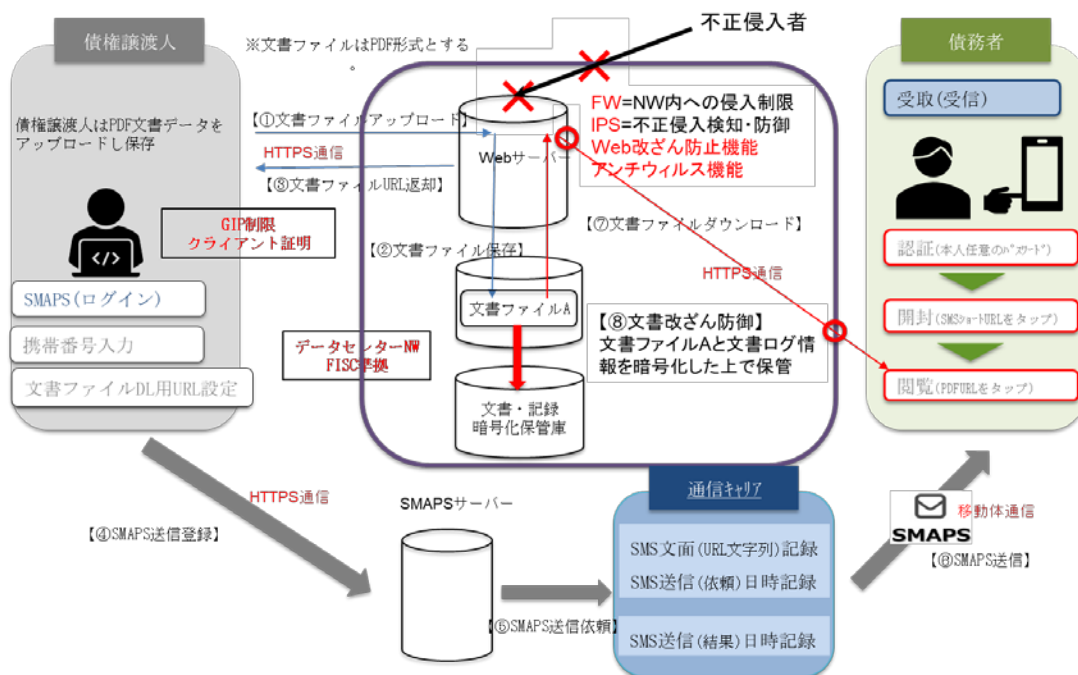 債権譲渡人
※文書ファイルはPDF形式とする
。
不正侵入者
債務者
受取(受信)
債権譲渡人はPDF文書データを
アップロードし保存
【①文書ファイルアップロード】
HTTPS通信
【③文書ファイルURL返却】
Webサーバー
FW=NW内への侵入制限
IPS=不正侵入検知・防御
Web改ざん防止機能
アンチウィルス機能
GIP制限
クライアント証明
【②文書ファイル保存】
【⑦文書ファイルダウンロード】
HTTPS通信
認証(本人任意のパスワード)
SMAPS(ログイン)
携帯番号入力
文書ファイルDL用URL設定
文書ファイルA
データセンターNW
FISC準拠
【⑧文書改ざん防御】
文書ファイルAと文書ログ情
報を暗号化した上で保管
開封(SMSショートURLをタップ)
閲覧(PDFURLをタップ)
文書・記録
暗号化保管庫
HTTPS通信
【④SMAPS送信登録】
SMAPSサーバー
【⑤SMAPS送信依頼】
通信キャリア
SMS文面(URL文字列)記録
SMS送信(依頼)日時記録
SMS送信(結果)日時記録
SMAPS
移動体通信
【⑥SMAPS送信】